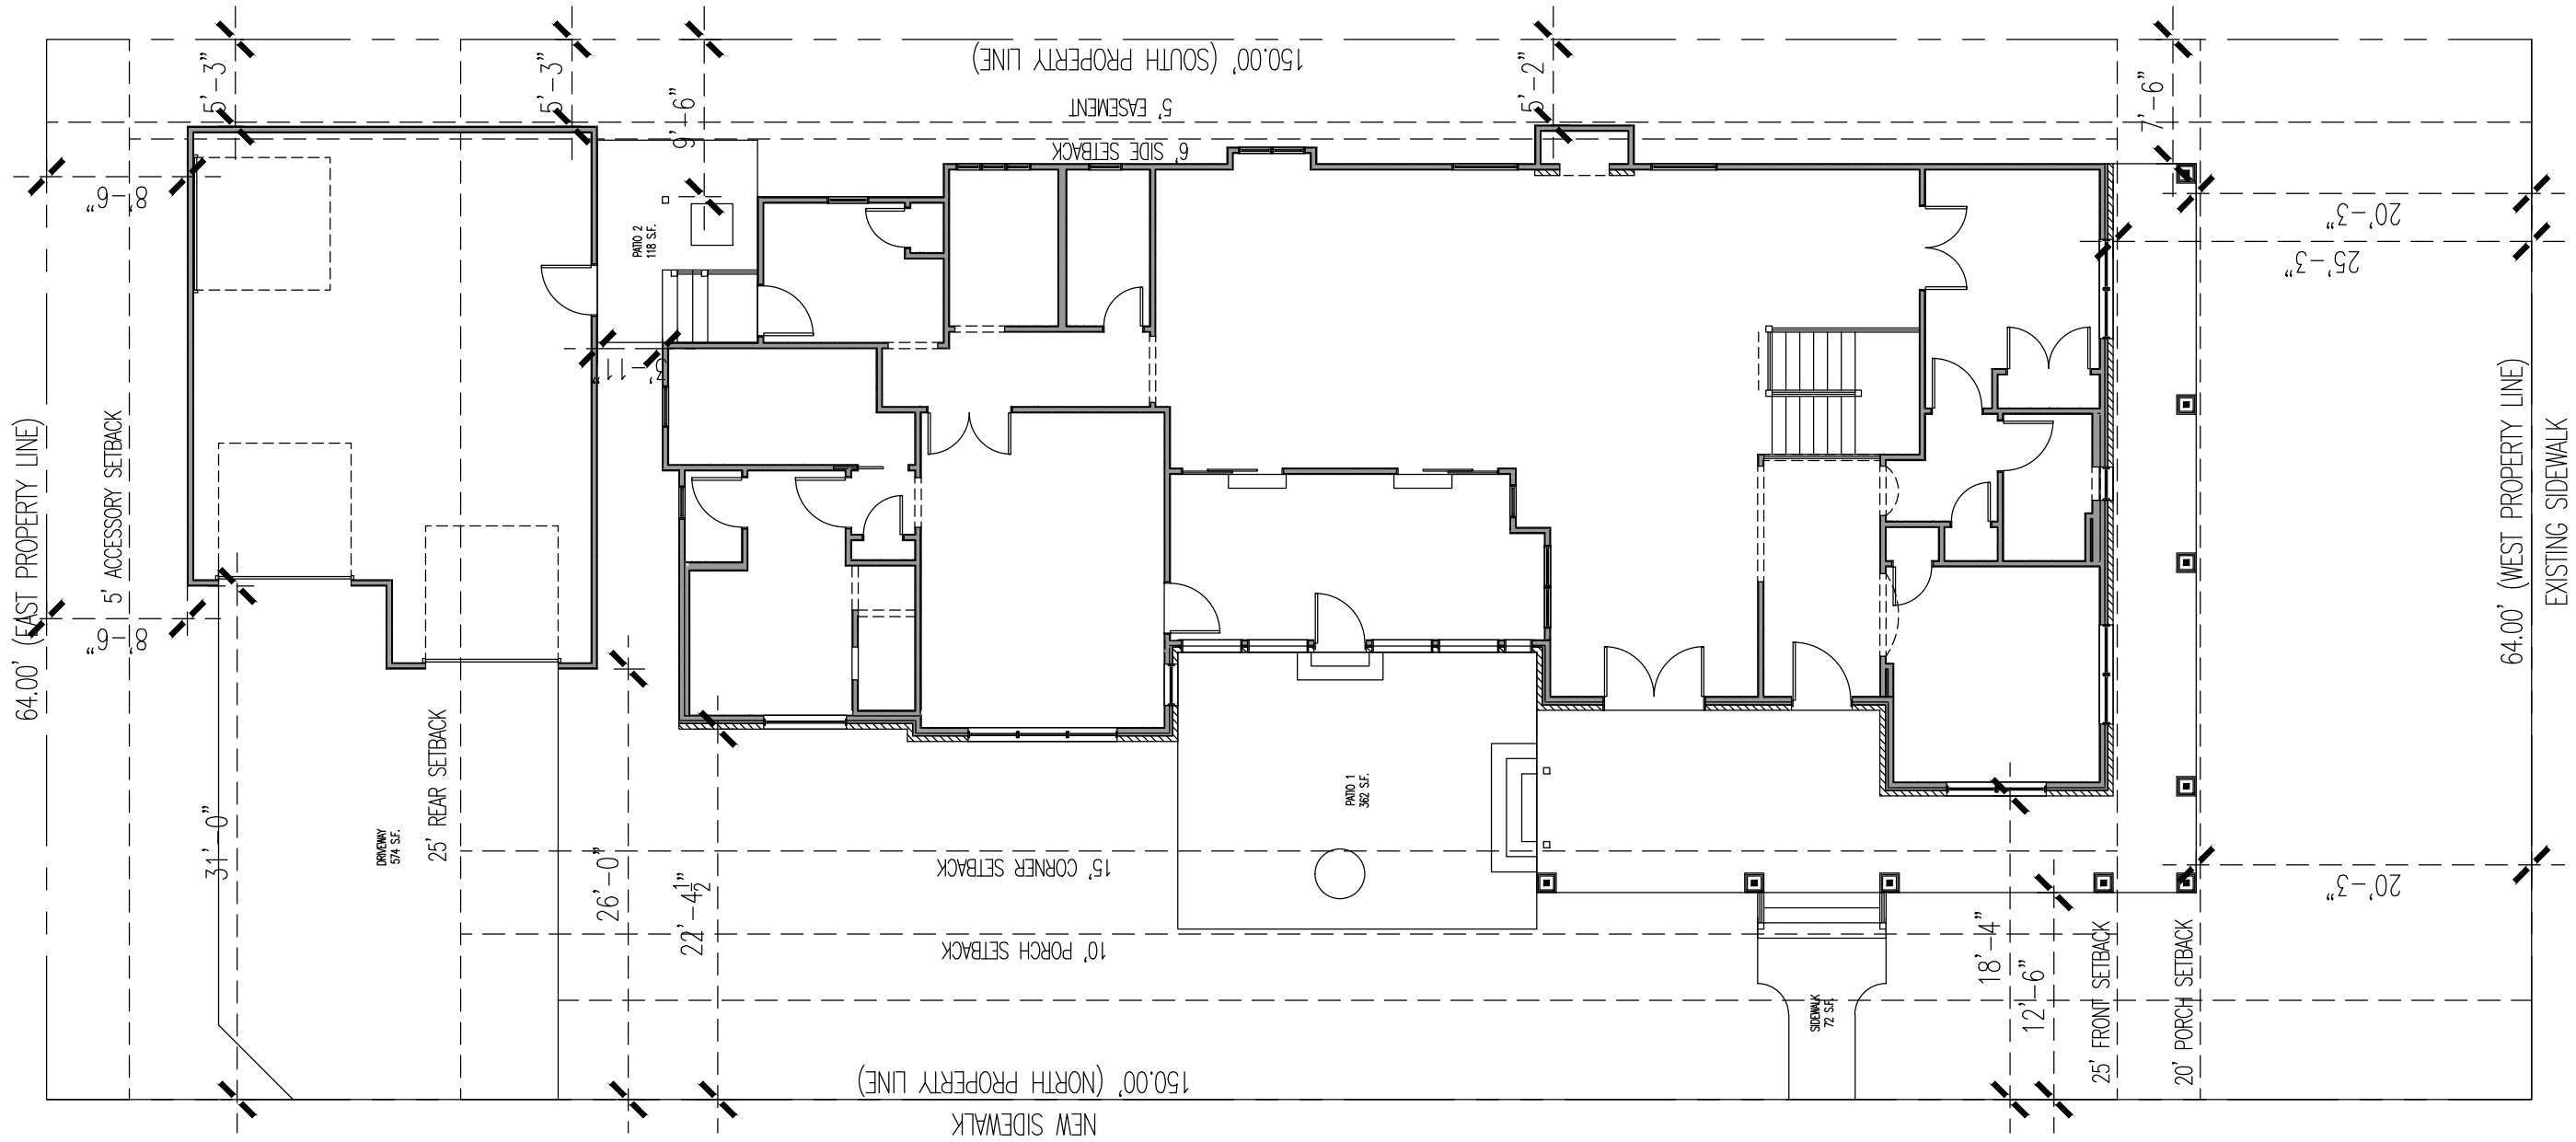 150.00' (SOUTH PROPERTY LINE)
5' EASEMENT
6' SIDE SETBACK
5'-3"
5'-3"
9'-6"
5'-2"
7'-6"
8'-6"
8'-6"
64.00' (EAST PROPERTY LINE)
5' ACCESSORY SETBACK
PATIO 2
118 S.F.
3'-11"
20'-3"
25'-3"
64.00' (WEST PROPERTY LINE)
EXISTING SIDEWALK
31'-0"
DRIVEWAY
574 S.F.
25' REAR SETBACK
26'-0"
22'-4 1/2"
PATIO 1
362 S.F.
15' CORNER SETBACK
10' PORCH SETBACK
20'-3"
SIDEWALK
72 S.F.
18'-4"
12'-6"
25' FRONT SETBACK
20' PORCH SETBACK
150.00' (NORTH PROPERTY LINE)
NEW SIDEWALK